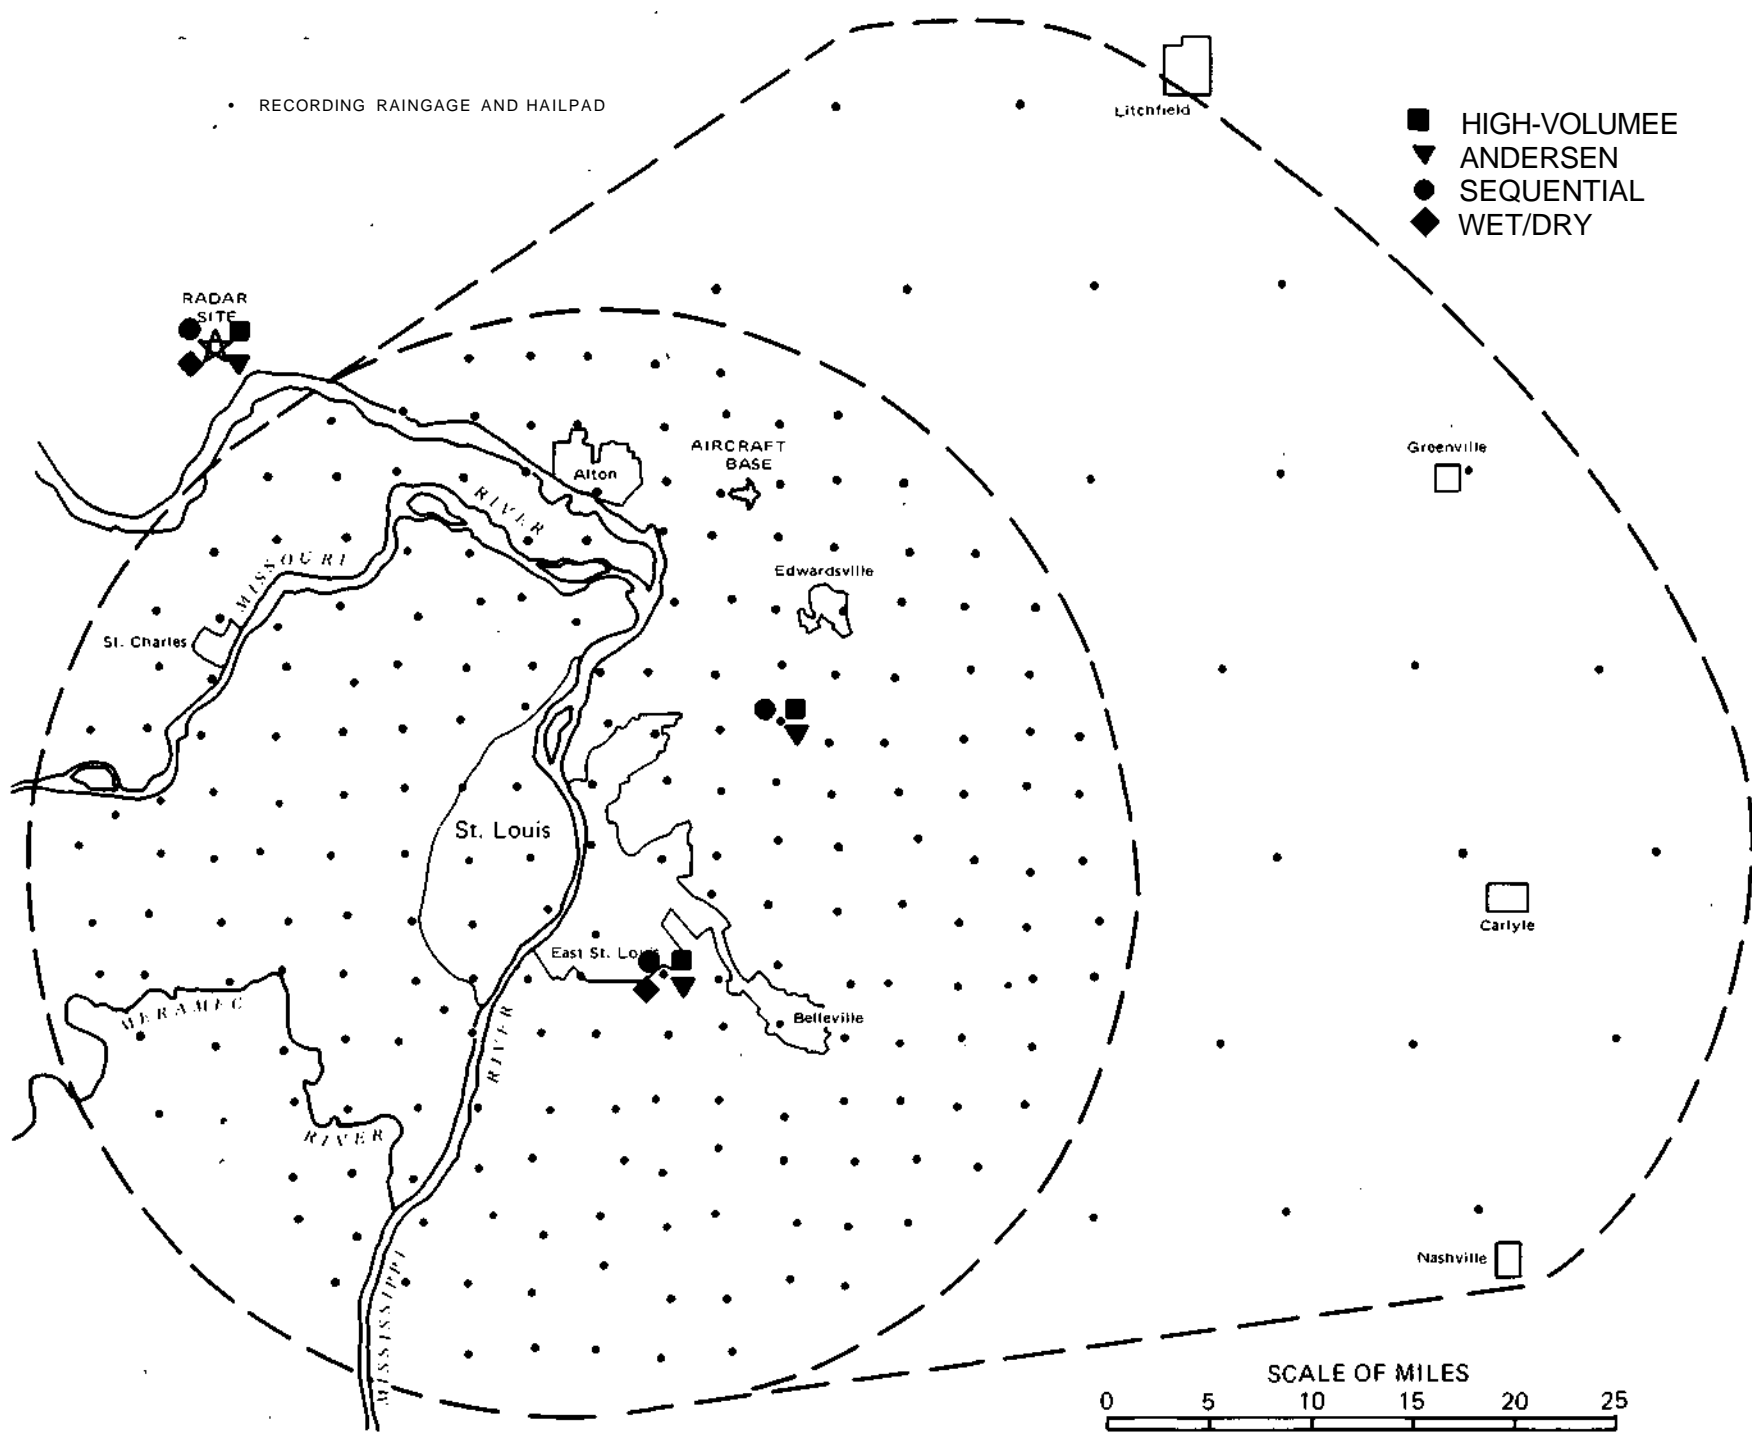 RECORDING RAINGAGE AND HAILPAD
Litchfield
HIGH-VOLUMEE
ANDERSEN
SEQUENTIAL
WET/DRY
RADAR
SITE
AIRCRAFT
BASE
Greenville
Alton
RIVER
MISSOURI
Edwardsville
St. Charles
St. Louis
Carlyle
East St. Louis
MERAMEC
Belleville
RIVER
RIVER
MISSISSIPPI
Nashville
SCALE OF MILES
0 5 10 15 20 25